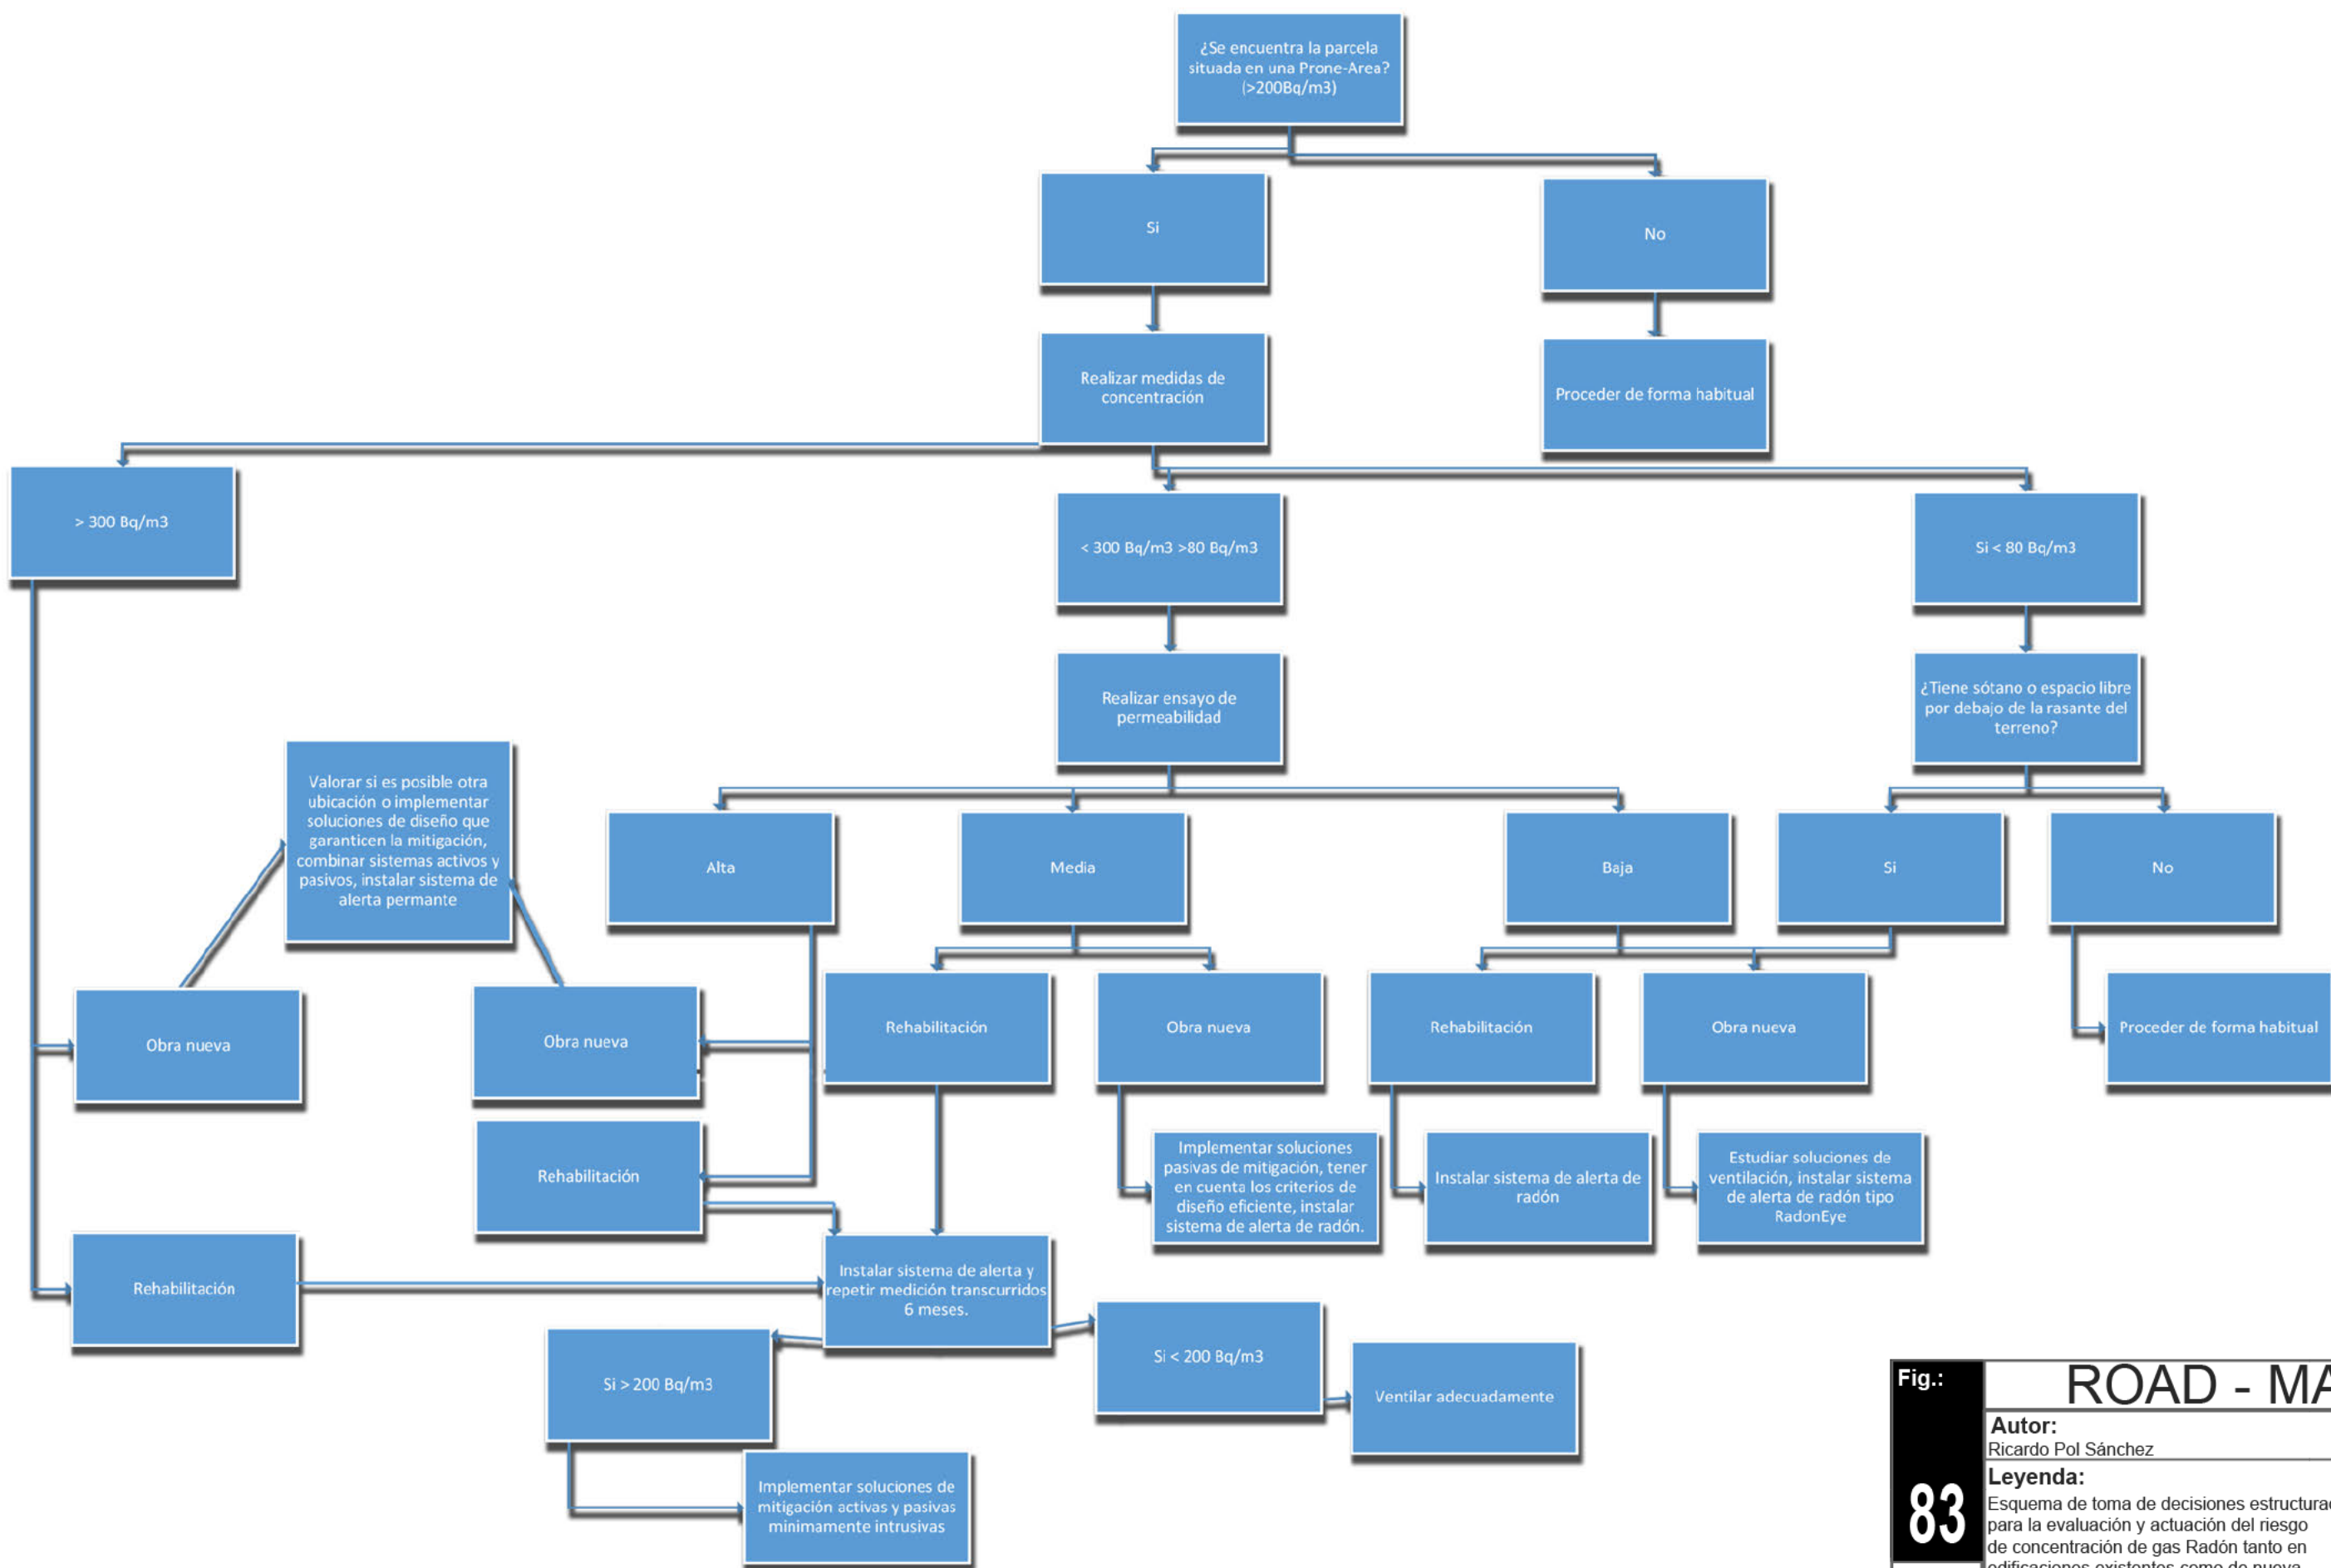 ¿Se encuentra la parcela
situada en una Prone-Area?
(>200Bq/m3)
Si
No
Realizar medidas de
concentración
Proceder de forma habitual
> 300 Bq/m3
< 300 Bq/m3 >80 Bq/m3
Si < 80 Bq/m3
Realizar ensayo de
permeabilidad
¿Tiene sótano o espacio libre
por debajo de la rasante del
terreno?
Valorar si es posible otra
ubicación o implementar
soluciones de diseño que
garanticen la mitigación,
combinar sistemas activos y
pasivos, instalar sistema de
alerta permante
Alta
Media
Baja
Si
No
Obra nueva
Obra nueva
Rehabilitación
Obra nueva
Rehabilitación
Obra nueva
Proceder de forma habitual
Rehabilitación
Implementar soluciones
pasivas de mitigación, tener
en cuenta los criterios de
diseño eficiente, instalar
sistema de alerta de radón.
Instalar sistema de alerta de
radón
Estudiar soluciones de
ventilación, instalar sistema
de alerta de radón tipo
RadonEye
Rehabilitación
Instalar sistema de alerta y
repetir medición transcurridos
6 meses.
Si > 200 Bq/m3
Si < 200 Bq/m3
Ventilar adecuadamente
Implementar soluciones de
mitigación activas y pasivas
minimamente intrusivas
Fig.:
83
ROAD - MA
Autor:
Ricardo Pol Sánchez
Leyenda:
Esquema de toma de decisiones estructurad
para la evaluación y actuación del riesgo
de concentración de gas Radón tanto en
edificaciones existentes como de nueva